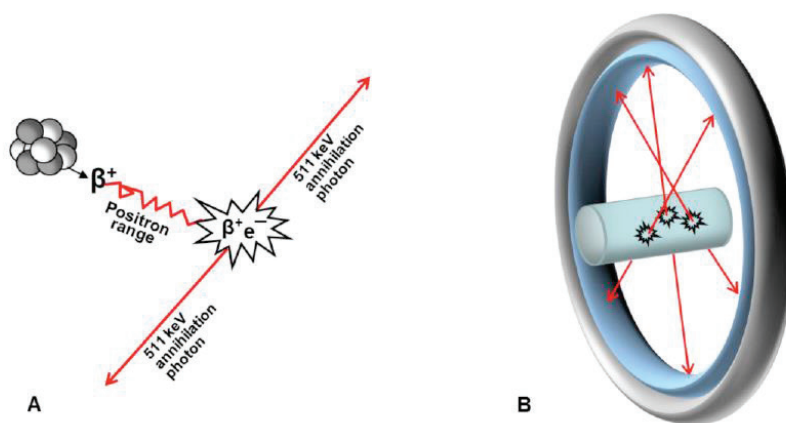 511 keV
annihilation
photon
β⁺
Positron
range
β⁺e⁻
511 keV
annihilation
photon
A
B